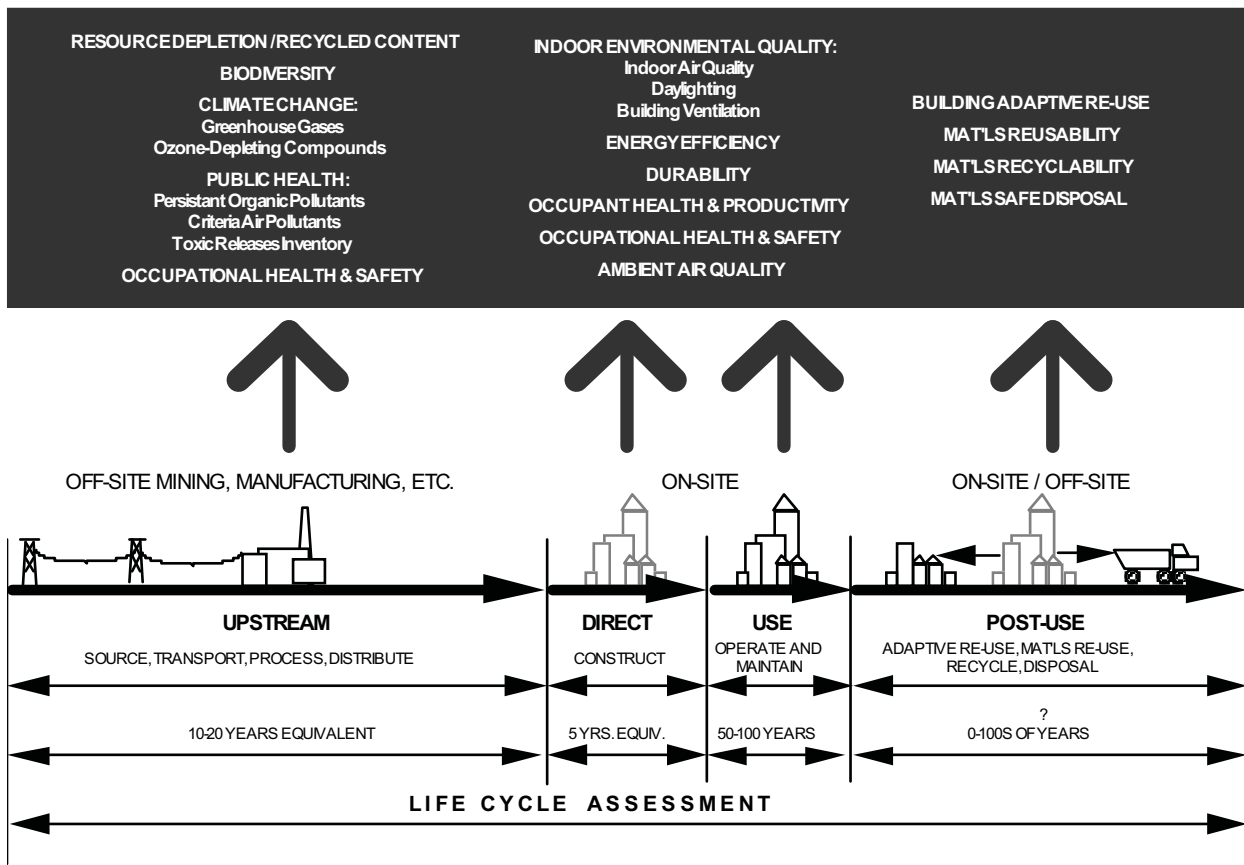 RESOURCE DEPLETION / RECYCLED CONTENT
BIODIVERSITY
CLIMATE CHANGE:
Greenhouse Gases
Ozone-Depleting Compounds
PUBLIC HEALTH:
Persistant Organic Pollutants
Criteria Air Pollutants
Toxic Releases Inventory
OCCUPATIONAL HEALTH & SAFETY
INDOOR ENVIRONMENTAL QUALITY:
Indoor Air Quality
Daylighting
Building Ventilation
ENERGY EFFICIENCY
DURABILITY
OCCUPANT HEALTH & PRODUCTIVITY
OCCUPATIONAL HEALTH & SAFETY
AMBIENT AIR QUALITY
BUILDING ADAPTIVE RE-USE
MAT'LS REUSABILITY
MAT'LS RECYCLABILITY
MAT'LS SAFE DISPOSAL
OFF-SITE MINING, MANUFACTURING, ETC.
ON-SITE
ON-SITE / OFF-SITE
UPSTREAM
SOURCE, TRANSPORT, PROCESS, DISTRIBUTE
DIRECT
CONSTRUCT
USE
OPERATE AND
MAINTAIN
POST-USE
ADAPTIVE RE-USE, MAT'LS RE-USE,
RECYCLE, DISPOSAL
10-20 YEARS EQUIVALENT
5 YRS. EQUIV.
50-100 YEARS
?
0-100S OF YEARS
LIFE CYCLE ASSESSMENT